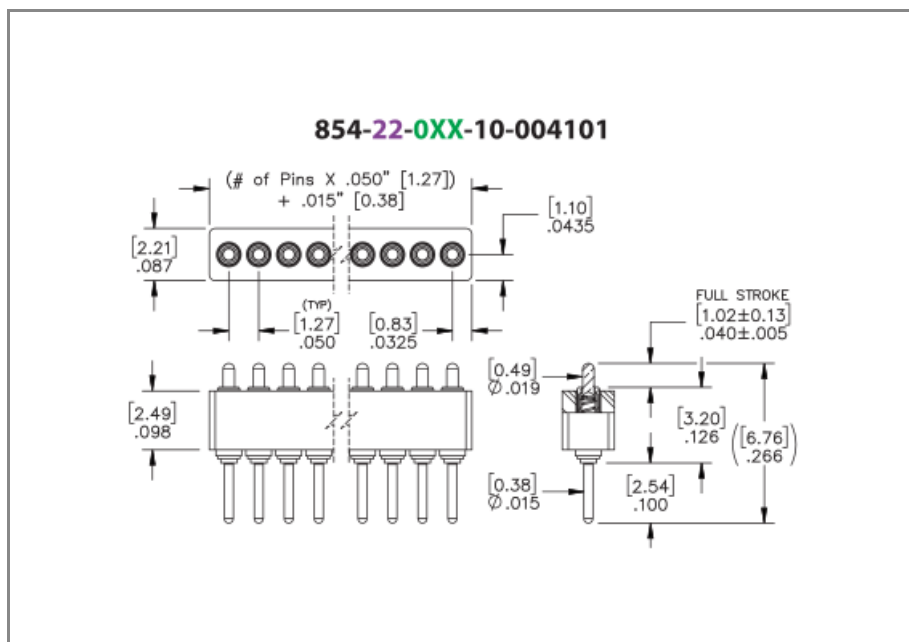 854-22-0XX-10-004101
(# of Pins X .050" [1.27])
+ .015" [0.38]
[1.10]
.0435
[2.21]
.087
(TYP)
[1.27]
.050
[0.83]
.0325
FULL STROKE
[1.02±0.13]
.040±.005
[0.49]
Ø.019
[2.49]
.098
[3.20]
.126
([6.76]
.266)
[0.38]
Ø.015
[2.54]
.100